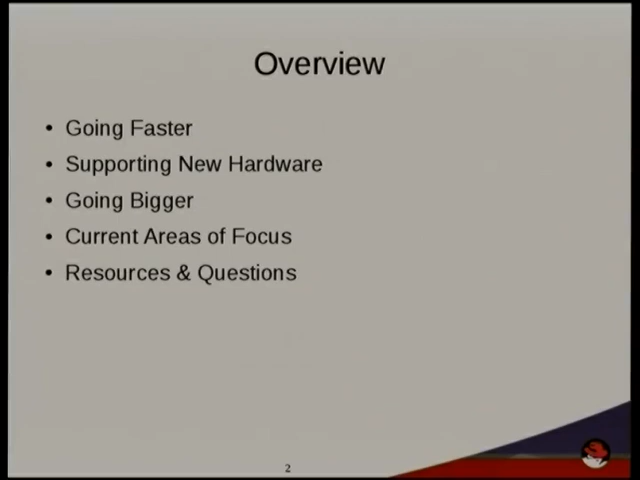 Overview
• Going Faster
• Supporting New Hardware
• Going Bigger
• Current Areas of Focus
• Resources & Questions
2